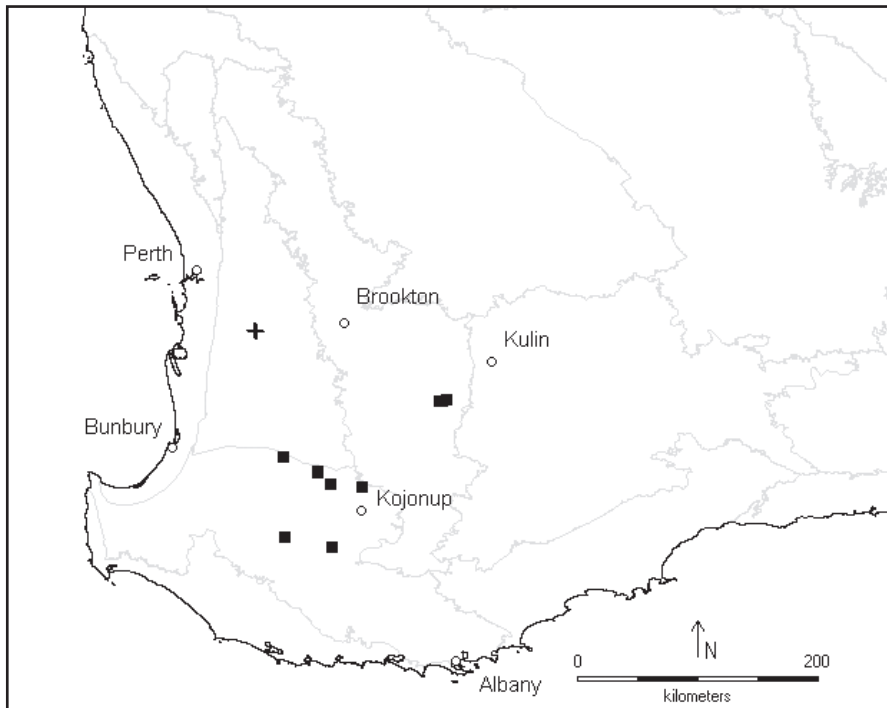 Perth
Brookton
Kulin
Bunbury
Kojonup
N
0 200
kilometers
Albany